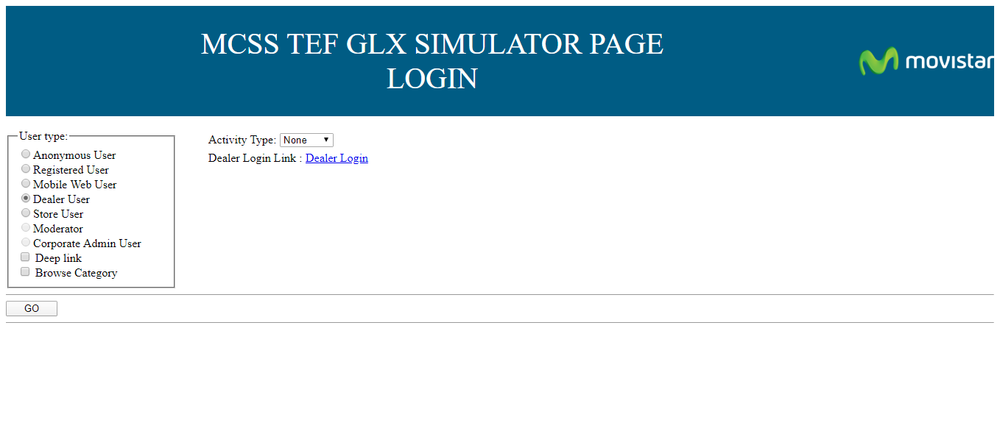 MCSS TEF GLX SIMULATOR PAGE
LOGIN
movistar
User type:
Anonymous User
Registered User
Mobile Web User
Dealer User
Store User
Moderator
Corporate Admin User
Deep link
Browse Category
Activity Type: None
Dealer Login Link : Dealer Login
GO